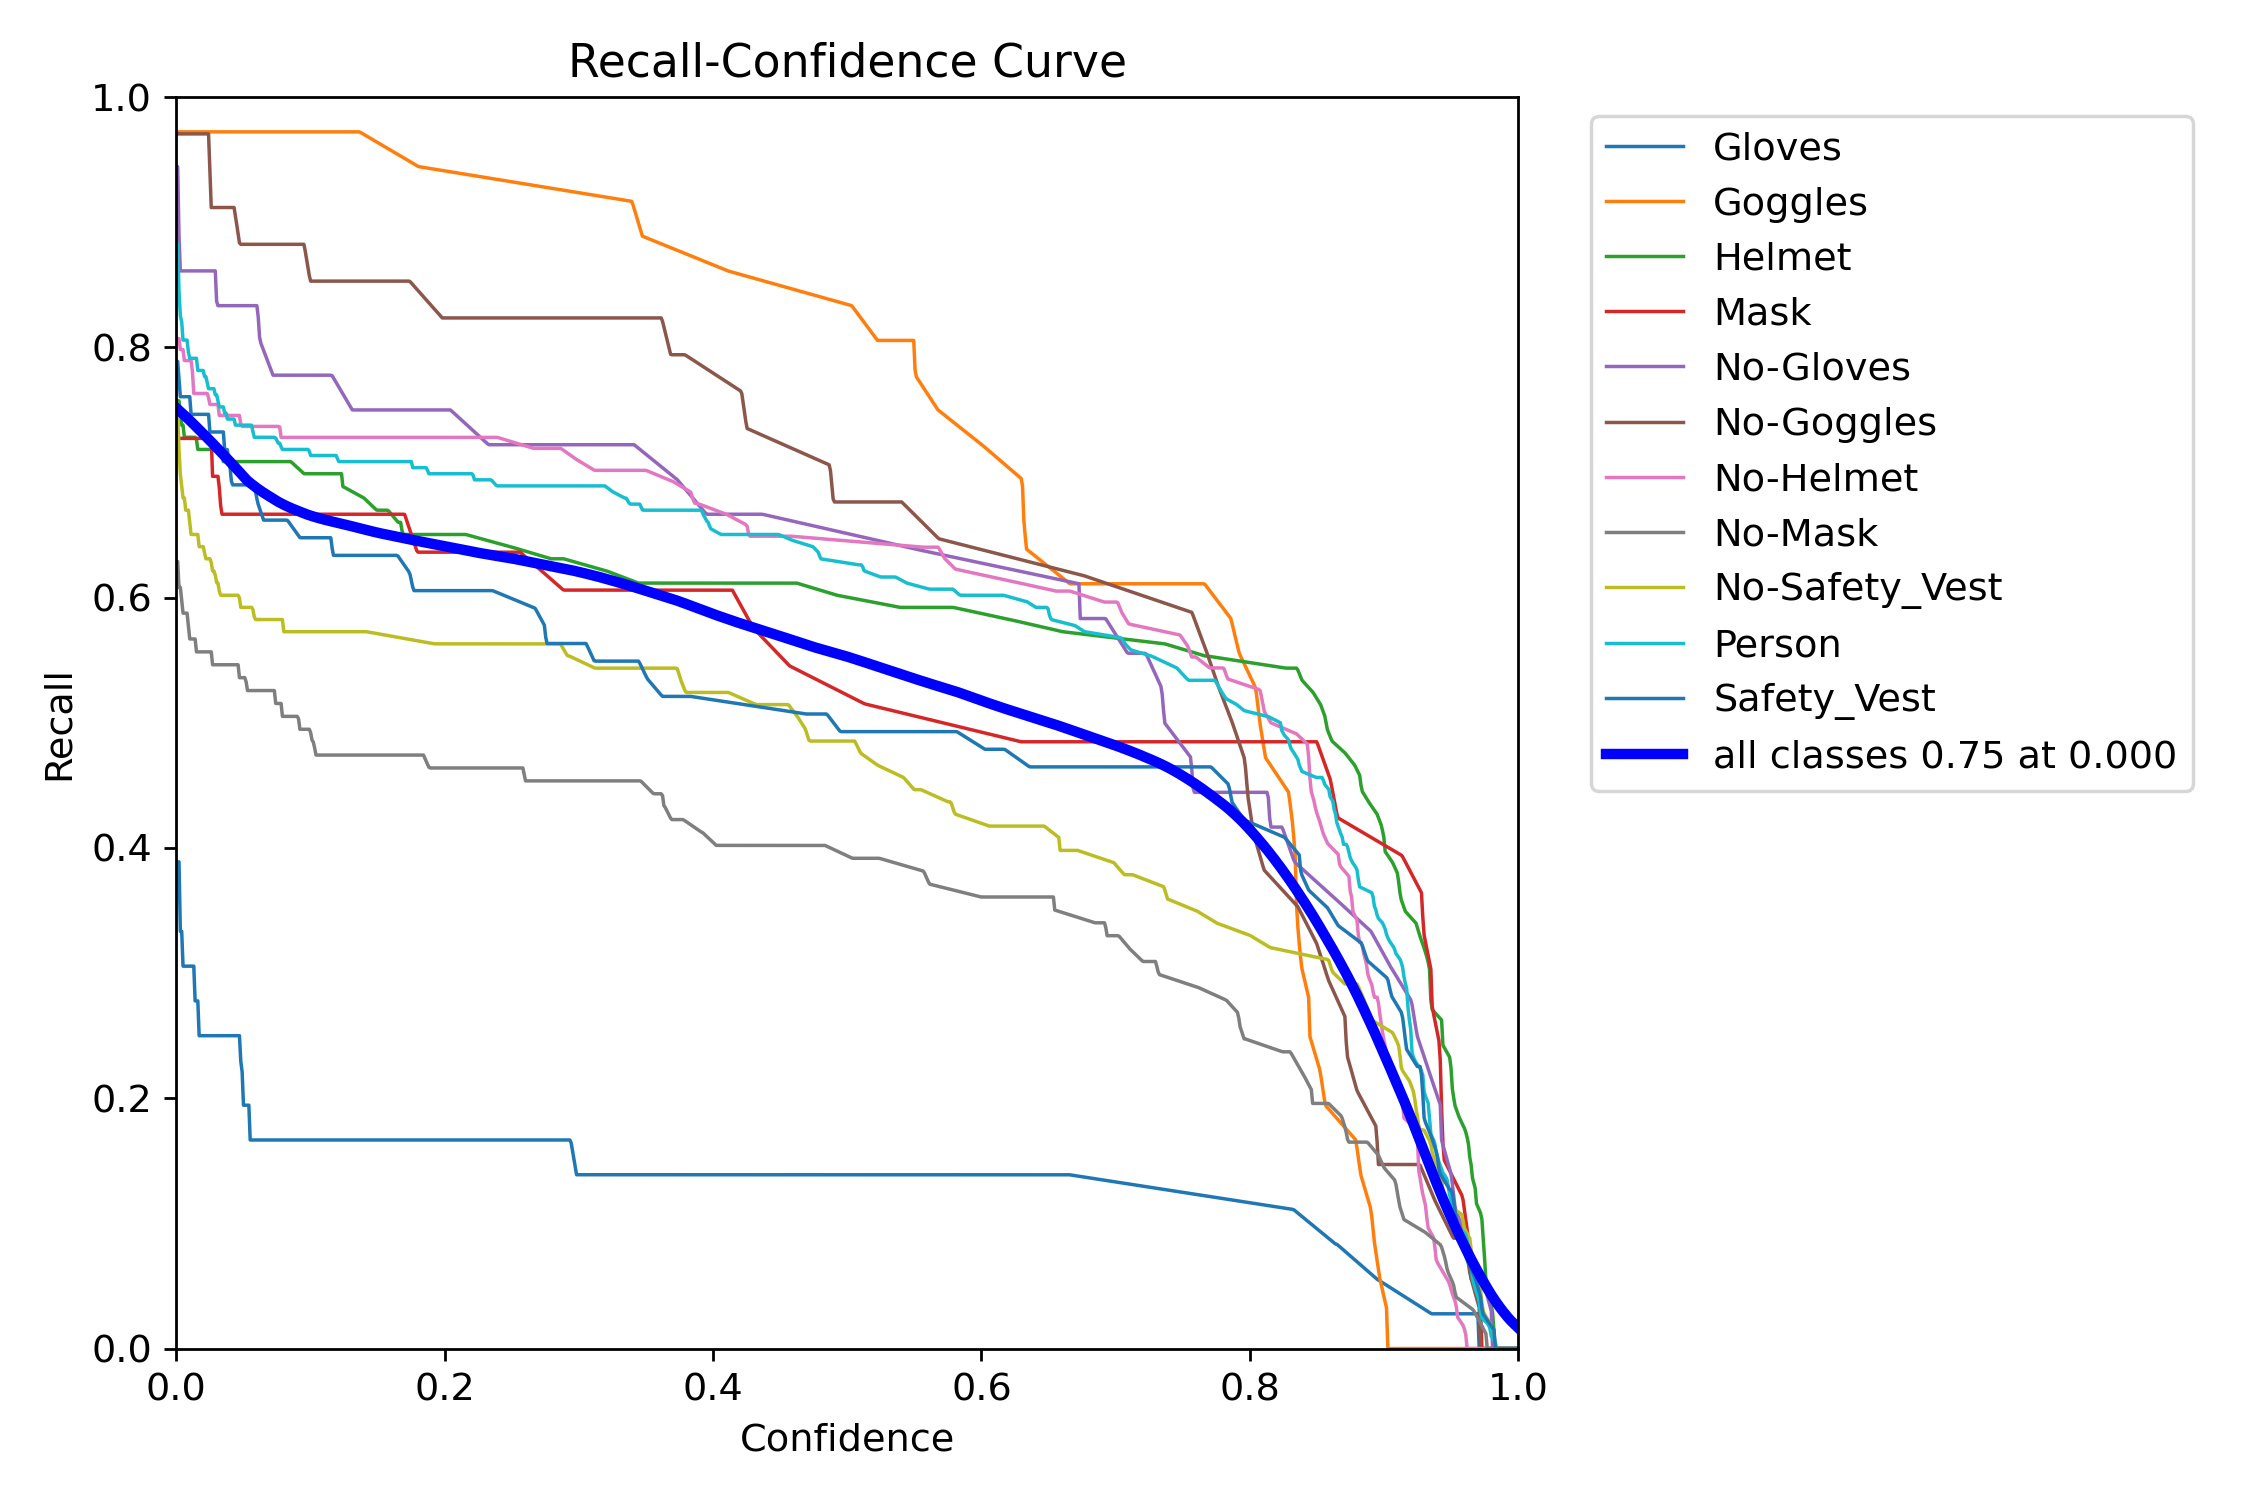 Recall-Confidence Curve
1.0
0.8
0.6
0.4
0.2
0.0
Recall
0.0 0.2 0.4 0.6 0.8 1.0
Confidence
Gloves
Goggles
Helmet
Mask
No-Gloves
No-Goggles
No-Helmet
No-Mask
No-Safety_Vest
Person
Safety_Vest
all classes 0.75 at 0.000